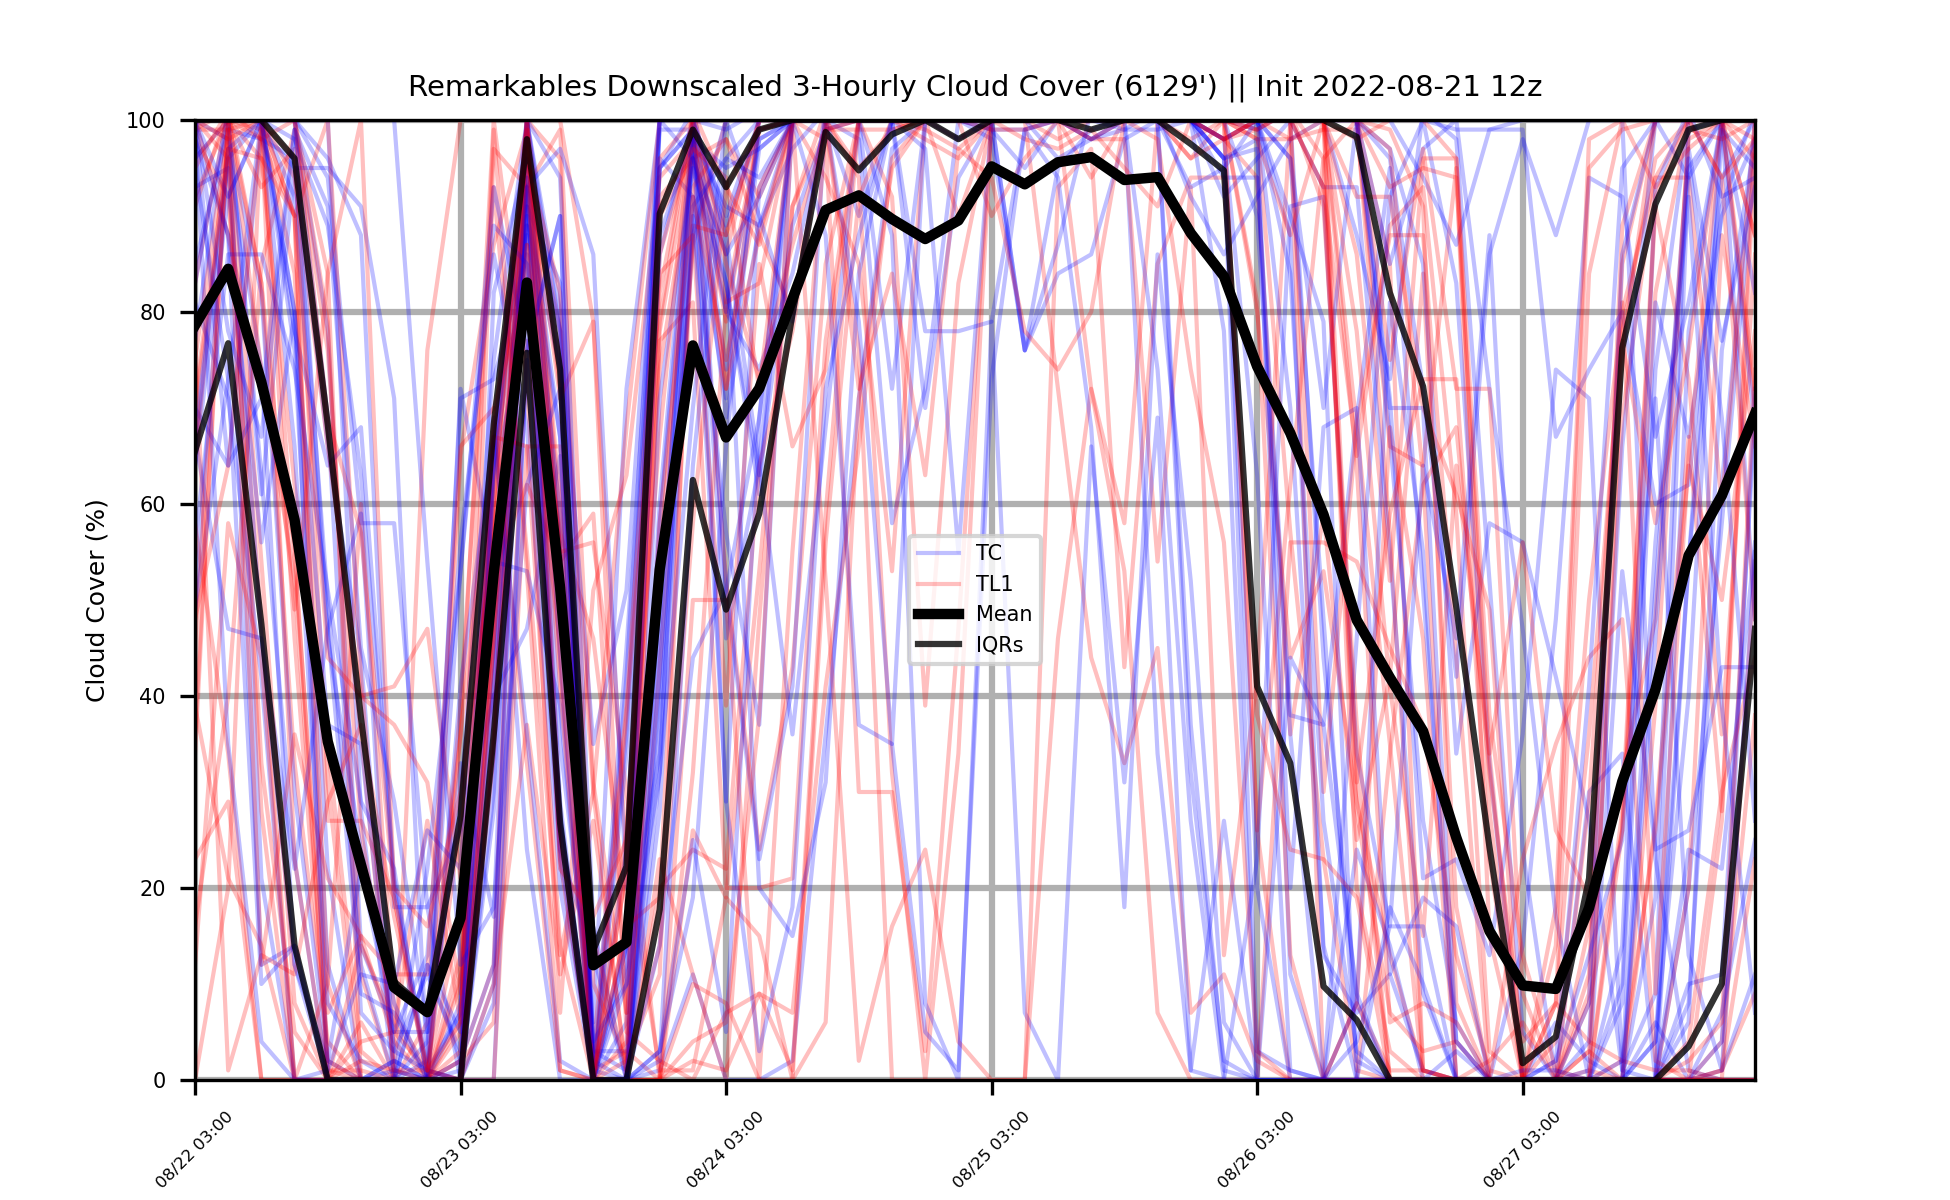 Remarkables Downscaled 3-Hourly Cloud Cover (6129') || Init 2022-08-21 12z
Cloud Cover (%)
100
80
60
40
20
0
TC
TL1
Mean
IQRs
08/22 03:00
08/23 03:00
08/24 03:00
08/25 03:00
08/26 03:00
08/27 03:00